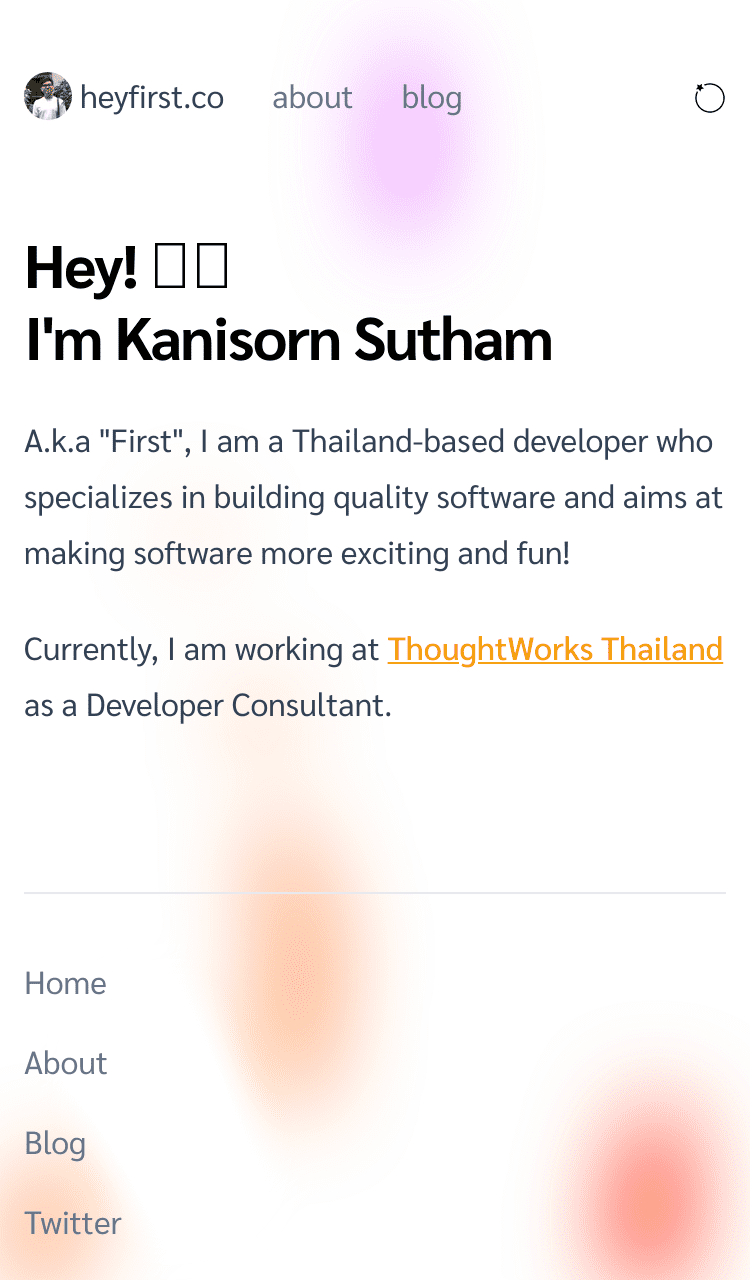 heyfirst.co about blog
Hey!
I'm Kanisorn Sutham
A.k.a "First", I am a Thailand-based developer who
specializes in building quality software and aims at
making software more exciting and fun!
Currently, I am working at ThoughtWorks Thailand
as a Developer Consultant.
Home
About
Blog
Twitter